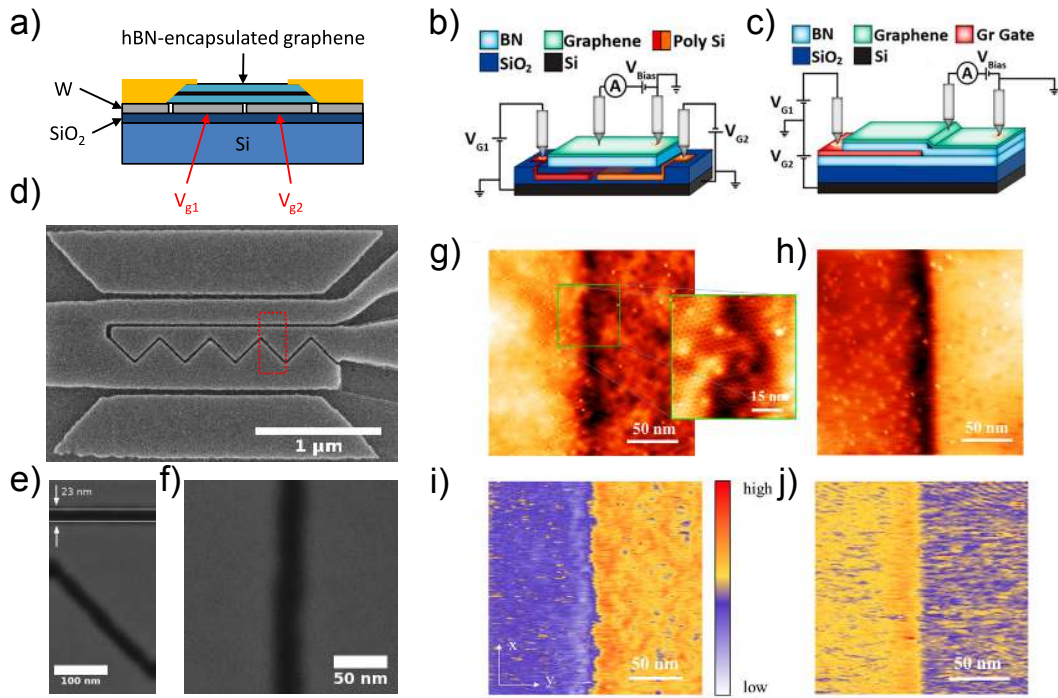 a)
hBN-encapsulated graphene
W
SiO2
Si
Vg1
Vg2
b)
BN Graphene Poly Si
SiO2 Si
VBias
A
VG1
VG2
c)
BN Graphene Gr Gate
SiO2 Si
VBias
A
VG1
VG2
d)
1 µm
e)
23 nm
100 nm
f)
50 nm
g)
15 nm
50 nm
h)
50 nm
i)
high
low
x
y
50 nm
j)
50 nm